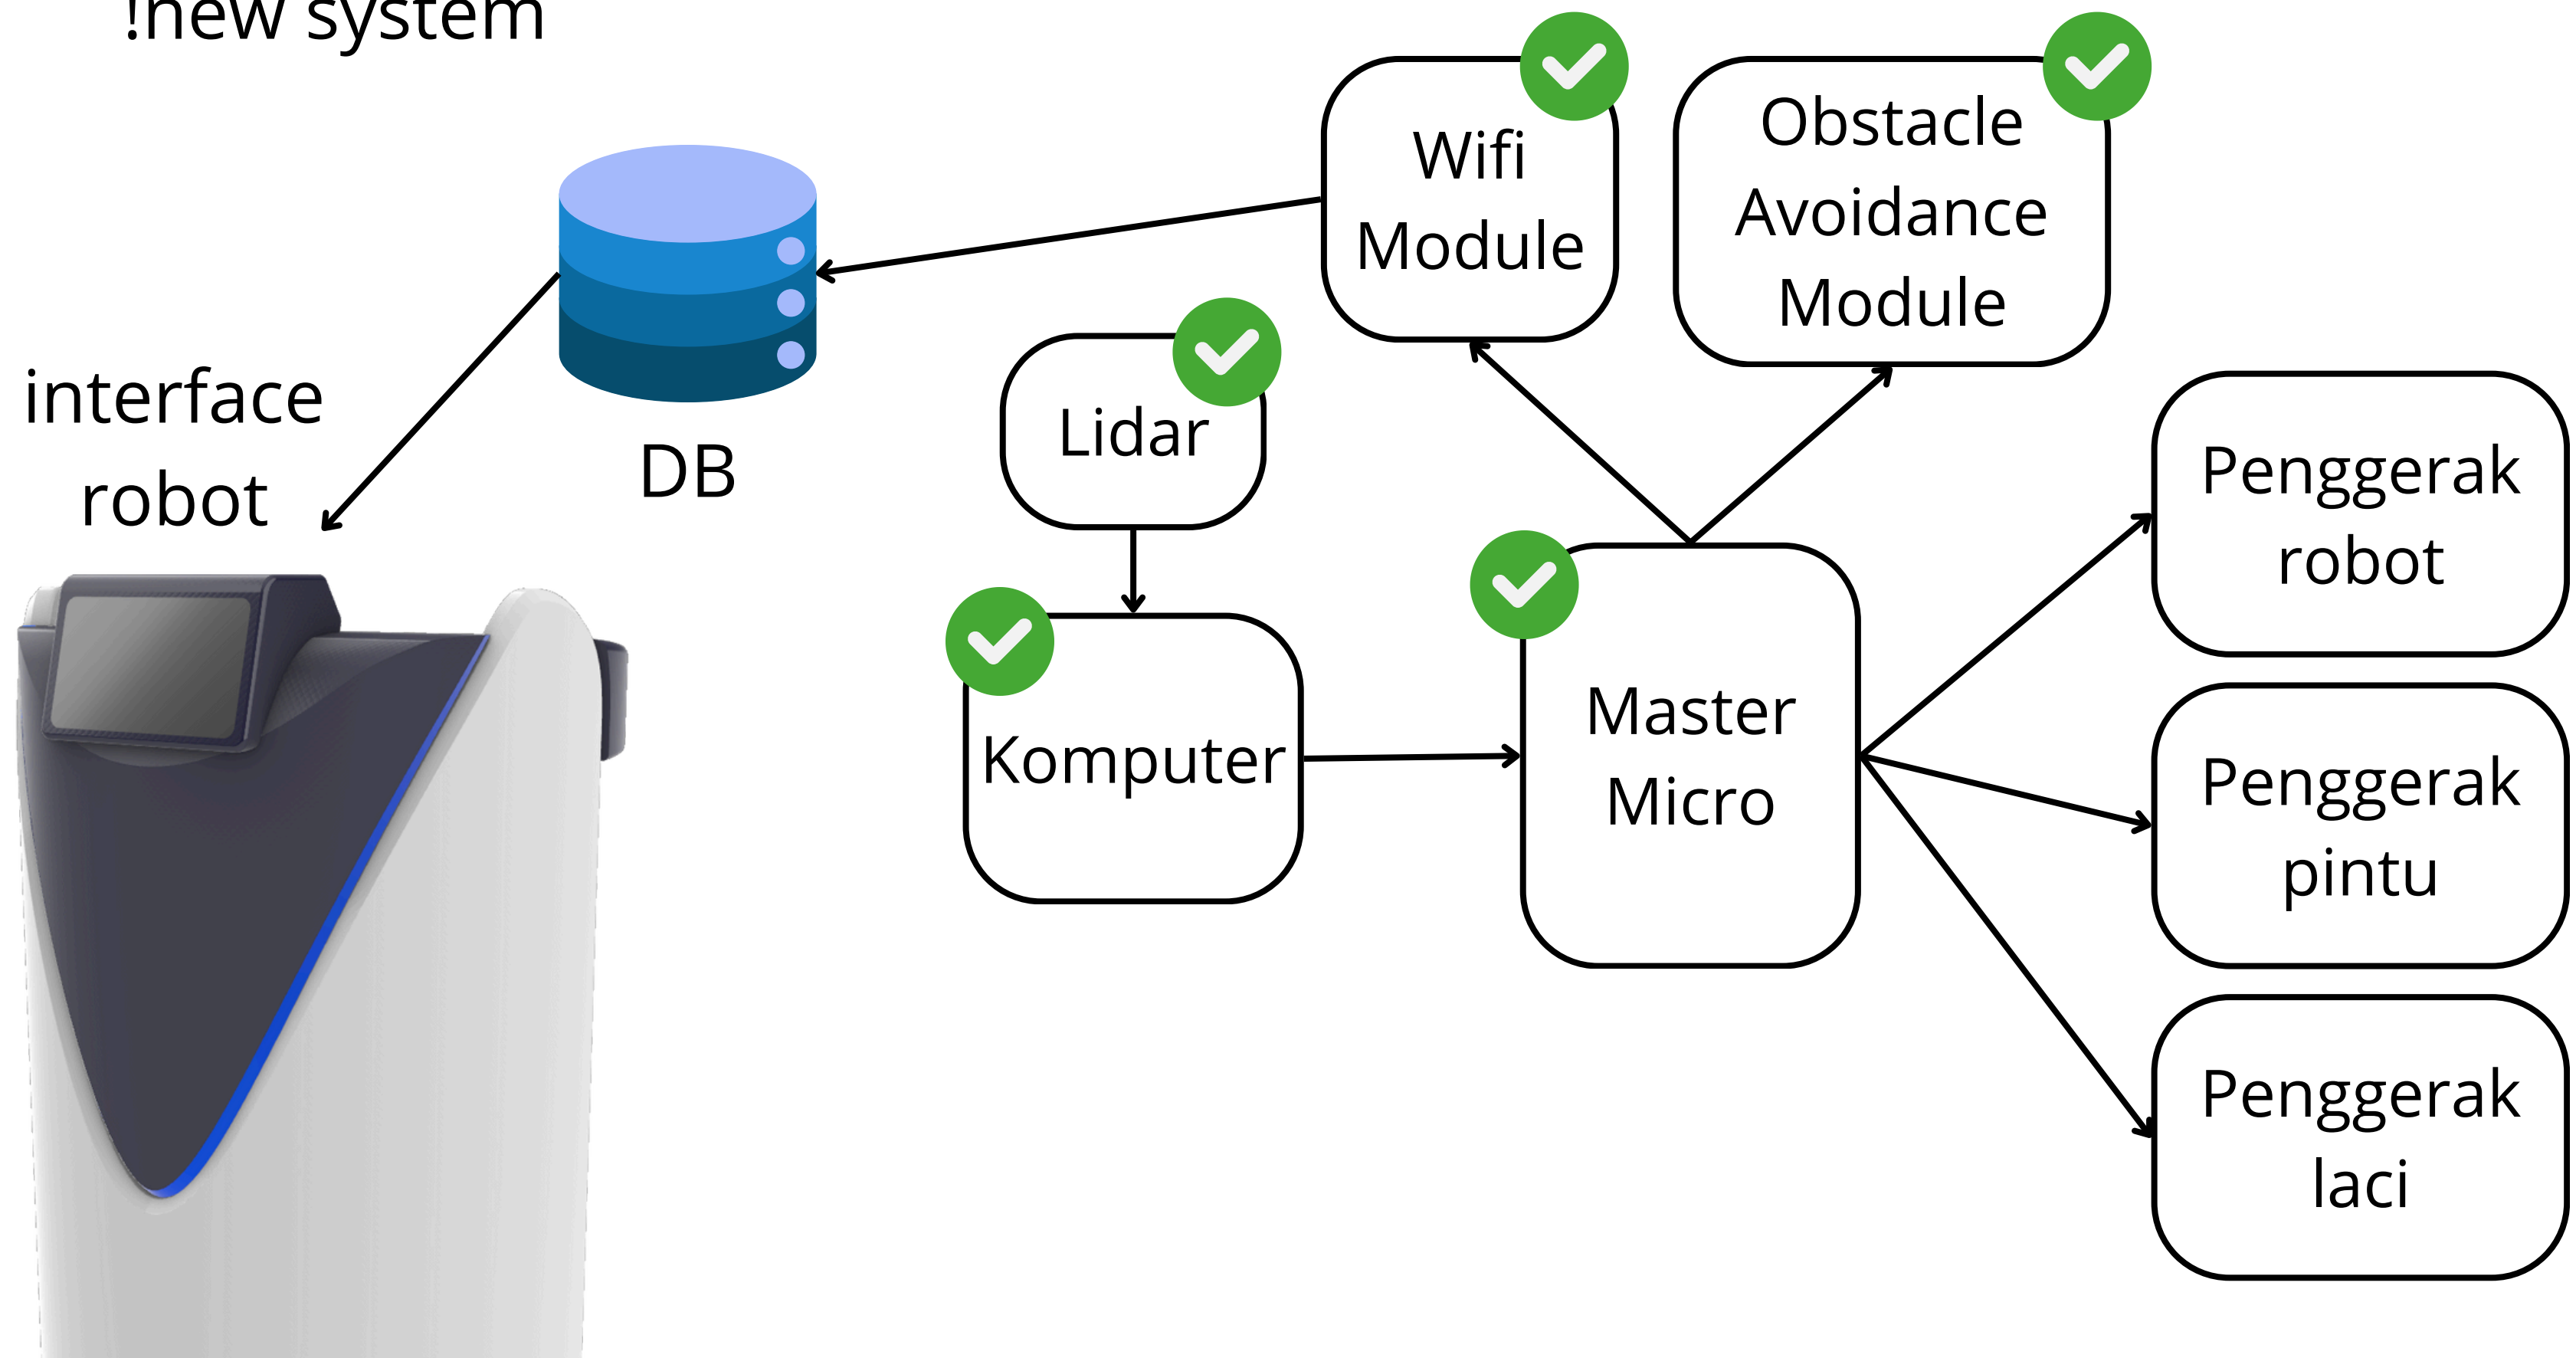 !new system
interface
robot
DB
Wifi
Module
Obstacle
Avoidance
Module
Lidar
Komputer
Master
Micro
Penggerak
robot
Penggerak
pintu
Penggerak
laci